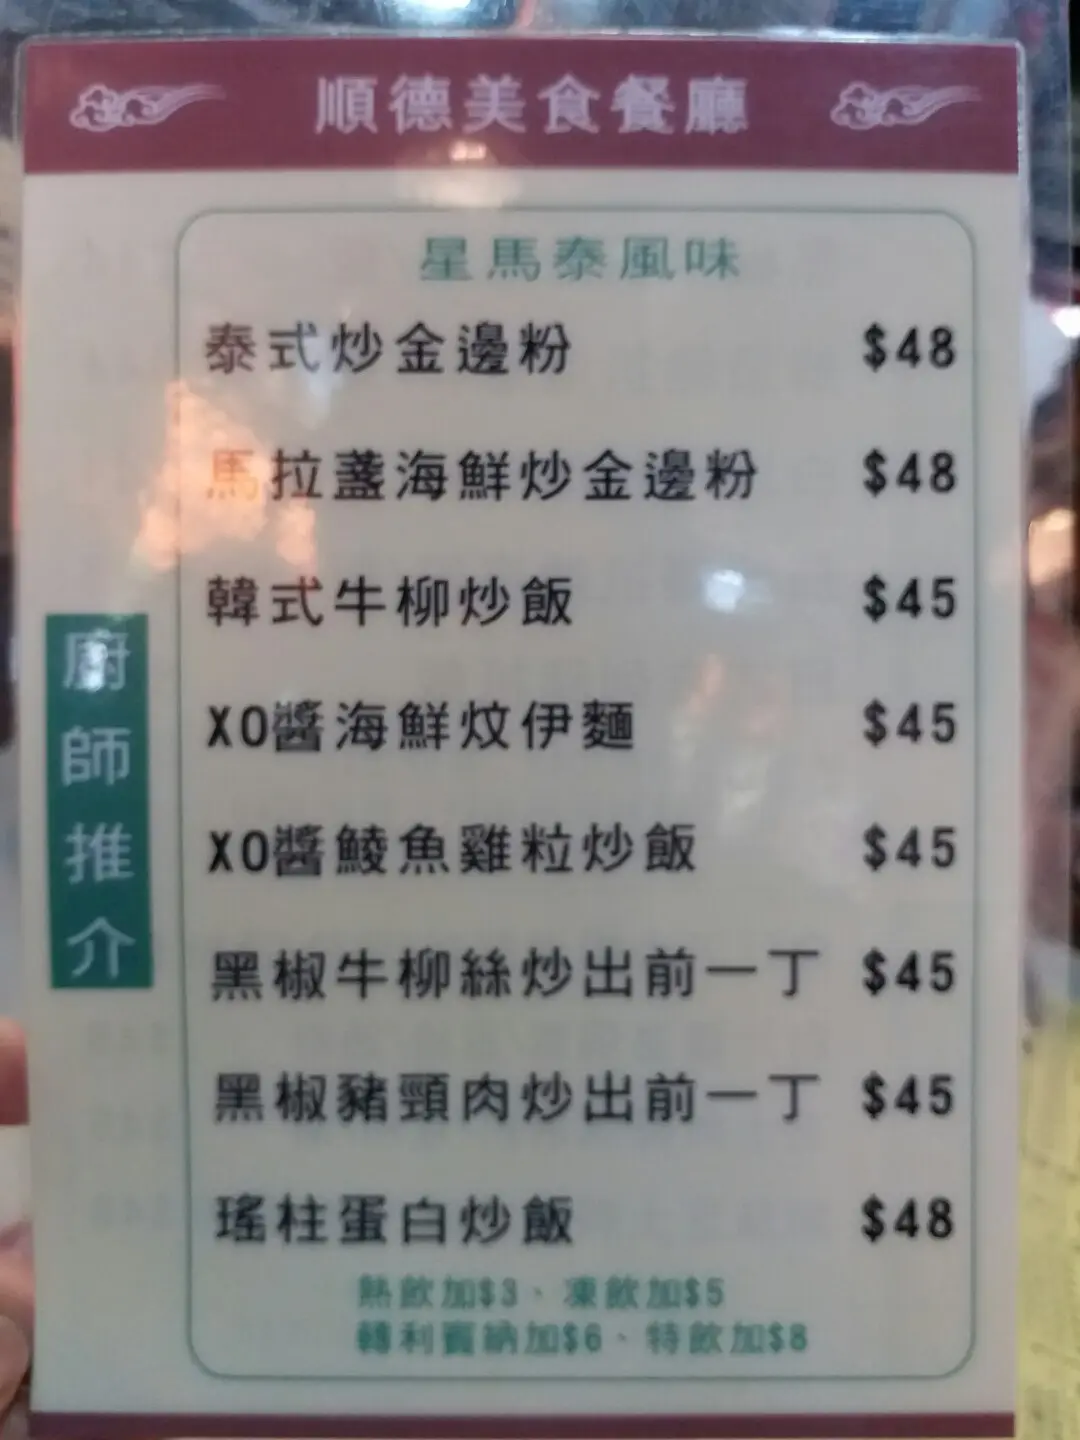 順德美食餐廳
星馬泰風味
泰式炒金邊粉 $48
馬拉盞海鮮炒金邊粉 $48
韓式牛柳炒飯 $45
XO醬海鮮炆伊麵 $45
XO醬鯪魚雞粒炒飯 $45
黑椒牛柳絲炒出前一丁 $45
黑椒豬頸肉炒出前一丁 $45
瑤柱蛋白炒飯 $48
熱飲加$3、凍飲加$5
轉利賓納加$6、特飲加$8
廚師推介